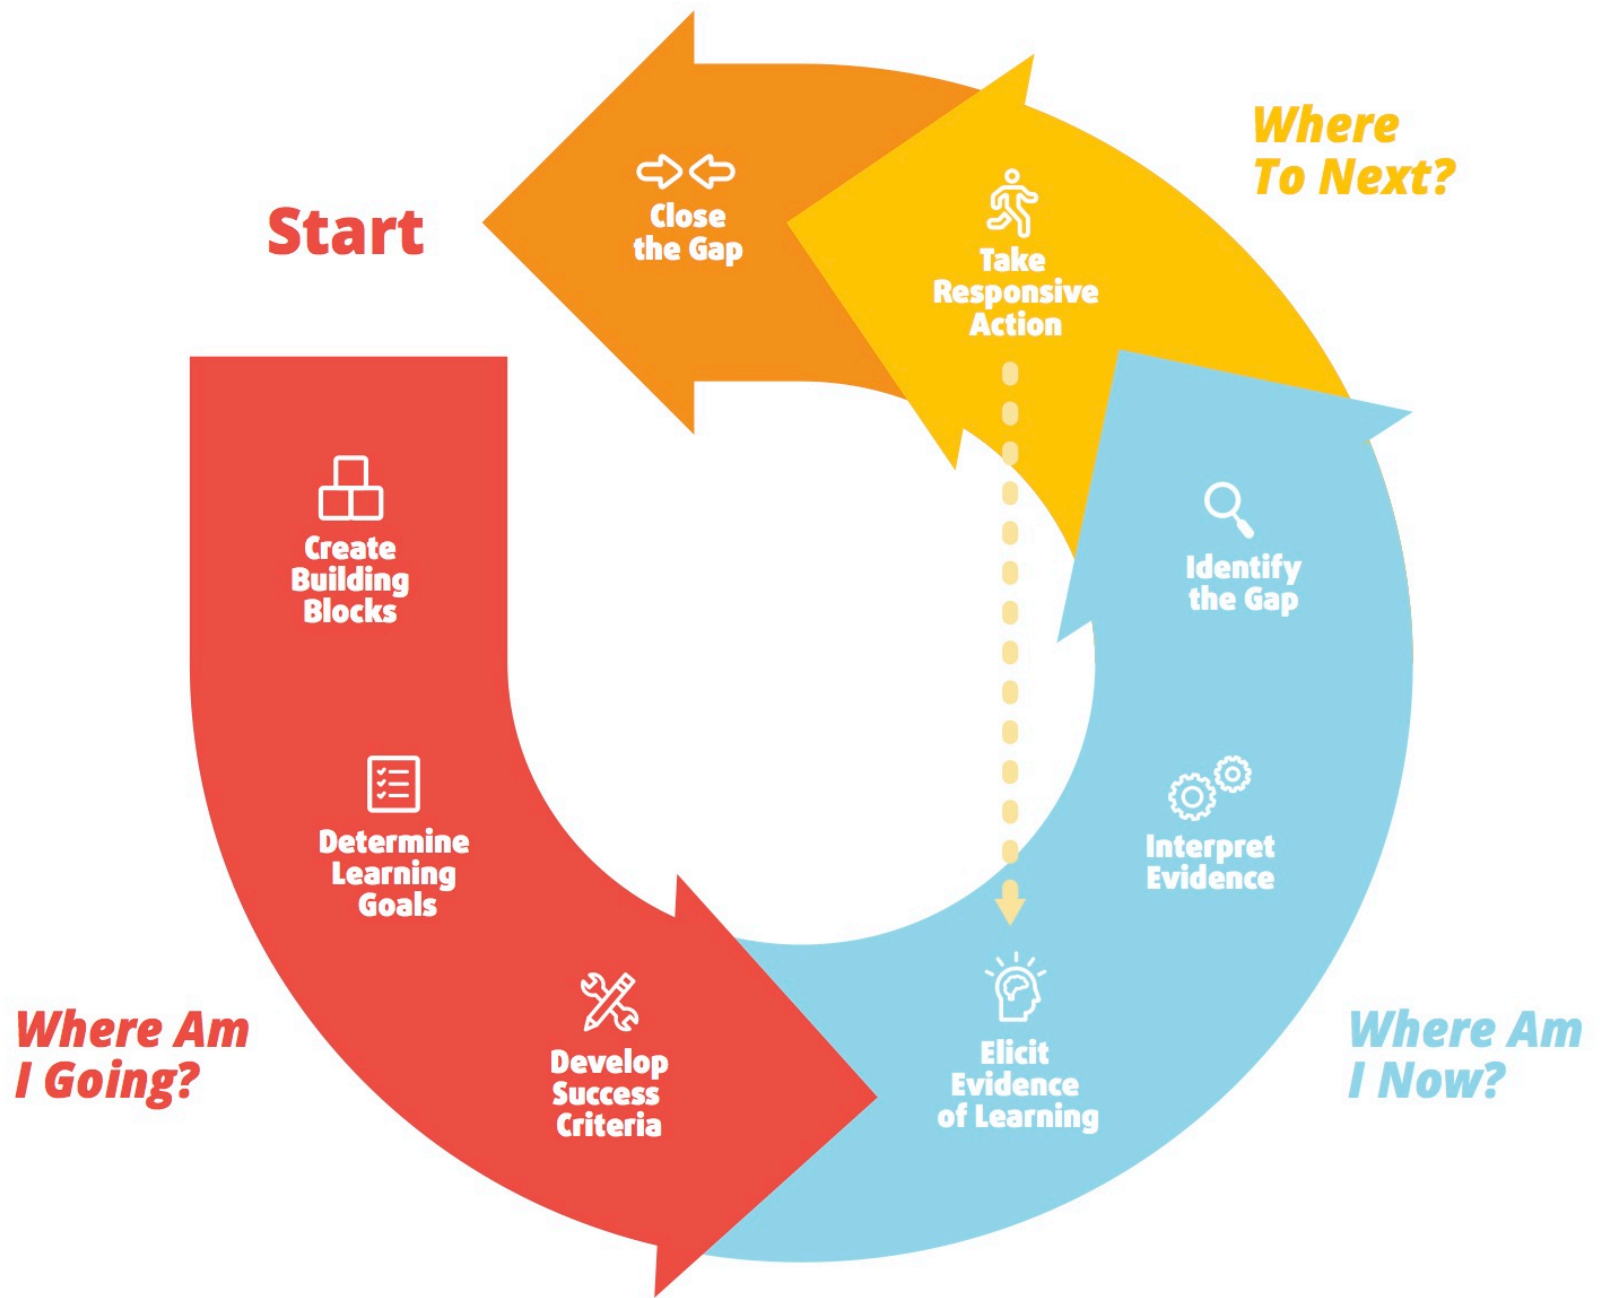 Start
Create
Building
Blocks
Determine
Learning
Goals
Develop
Success
Criteria
Where Am
I Going?
Elicit
Evidence
of Learning
Interpret
Evidence
Identify
the Gap
Where Am
I Now?
Take
Responsive
Action
Where
To Next?
Close
the Gap